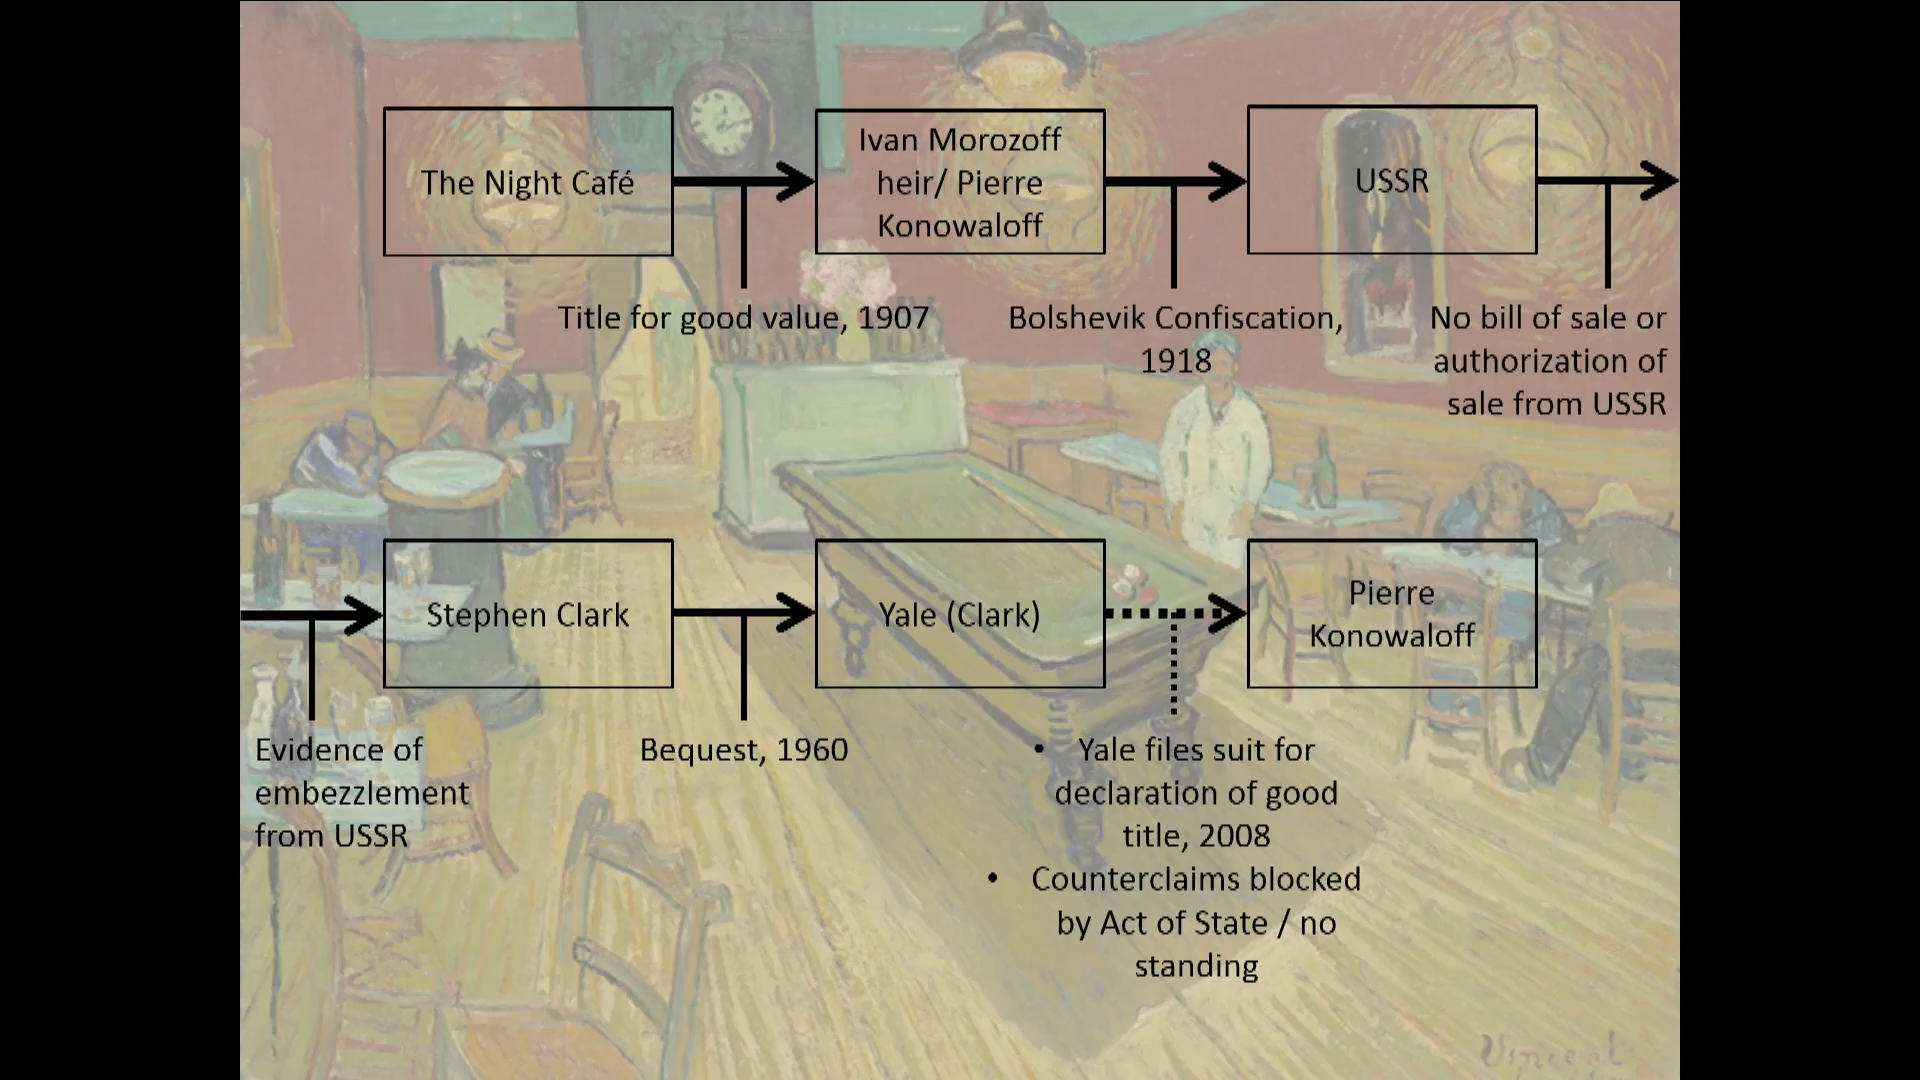 The Night Café
Ivan Morozoff
heir/ Pierre
Konowaloff
USSR
Title for good value, 1907
Bolshevik Confiscation,
1918
No bill of sale or
authorization of
sale from USSR
Stephen Clark
Yale (Clark)
Pierre
Konowaloff
Evidence of
embezzlement
from USSR
Bequest, 1960
• Yale files suit for
declaration of good
title, 2008
• Counterclaims blocked
by Act of State / no
standing
Vincent